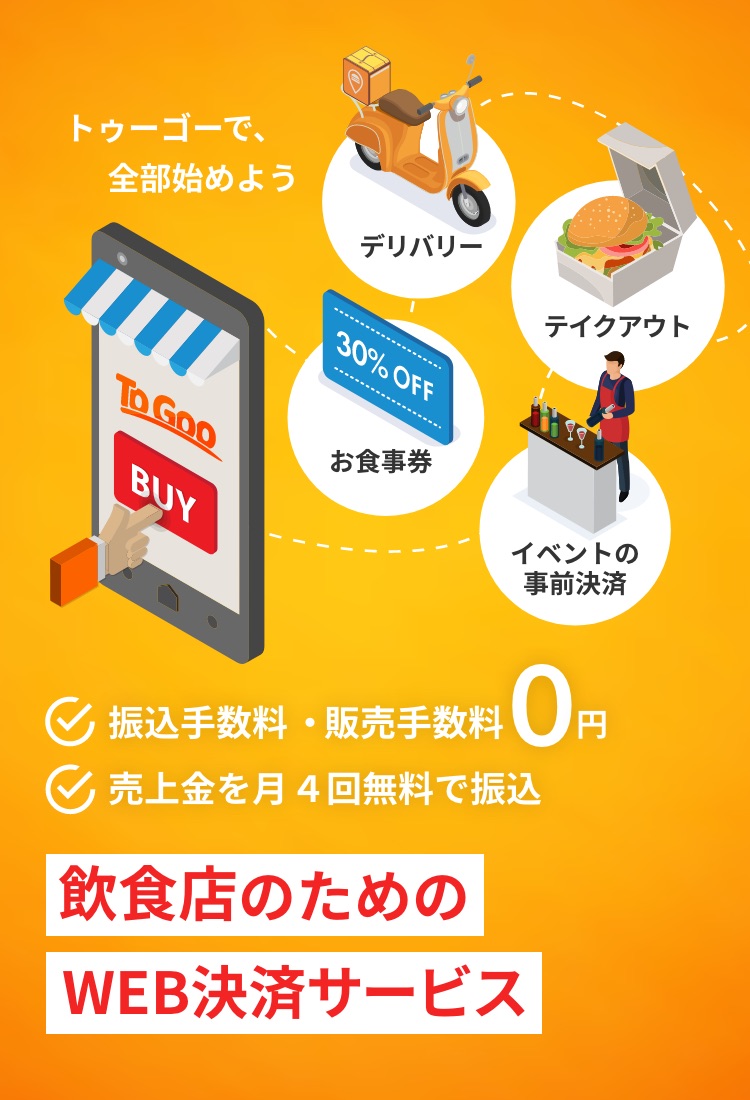 トゥーゴーで、
全部始めよう
デリバリー
テイクアウト
30% OFF
お食事券
To Goo
BUY
イベントの
事前決済
振込手数料・販売手数料0円
売上金を月４回無料で振込
飲食店のための
WEB決済サービス